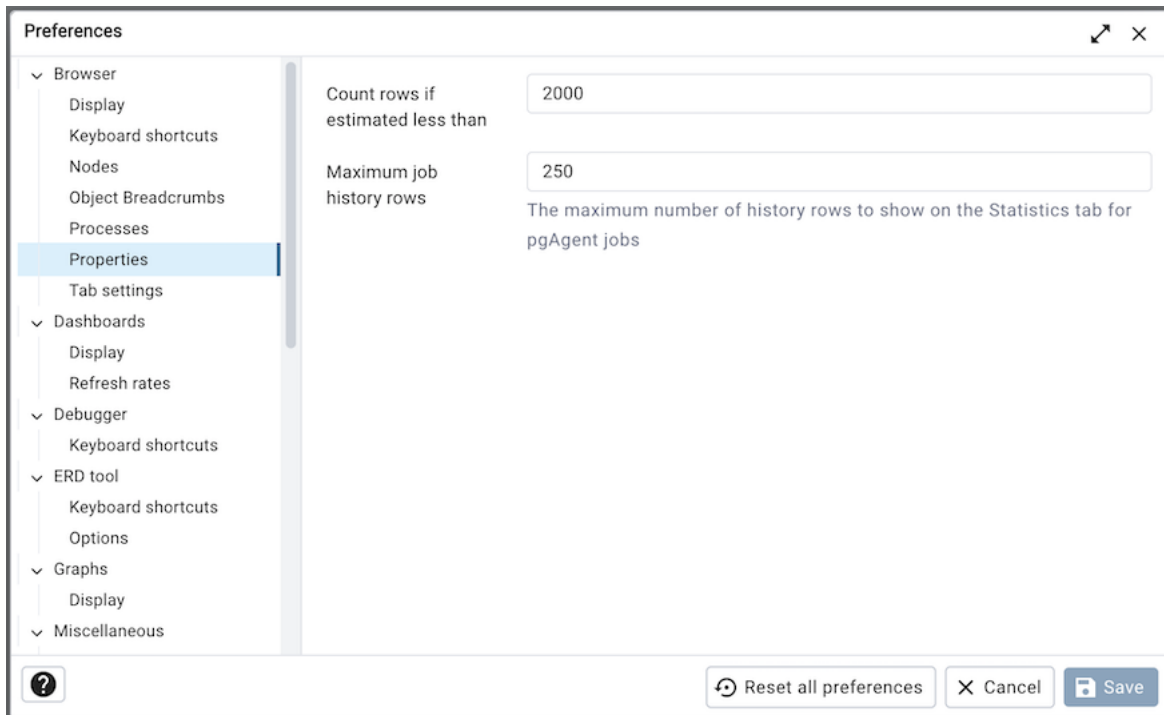 Preferences
Browser
Display
Keyboard shortcuts
Nodes
Object Breadcrumbs
Processes
Properties
Tab settings
Dashboards
Display
Refresh rates
Debugger
Keyboard shortcuts
ERD tool
Keyboard shortcuts
Options
Graphs
Display
Miscellaneous
Count rows if
estimated less than
2000
Maximum job
history rows
250
The maximum number of history rows to show on the Statistics tab for
pgAgent jobs
?
Reset all preferences
Cancel
Save